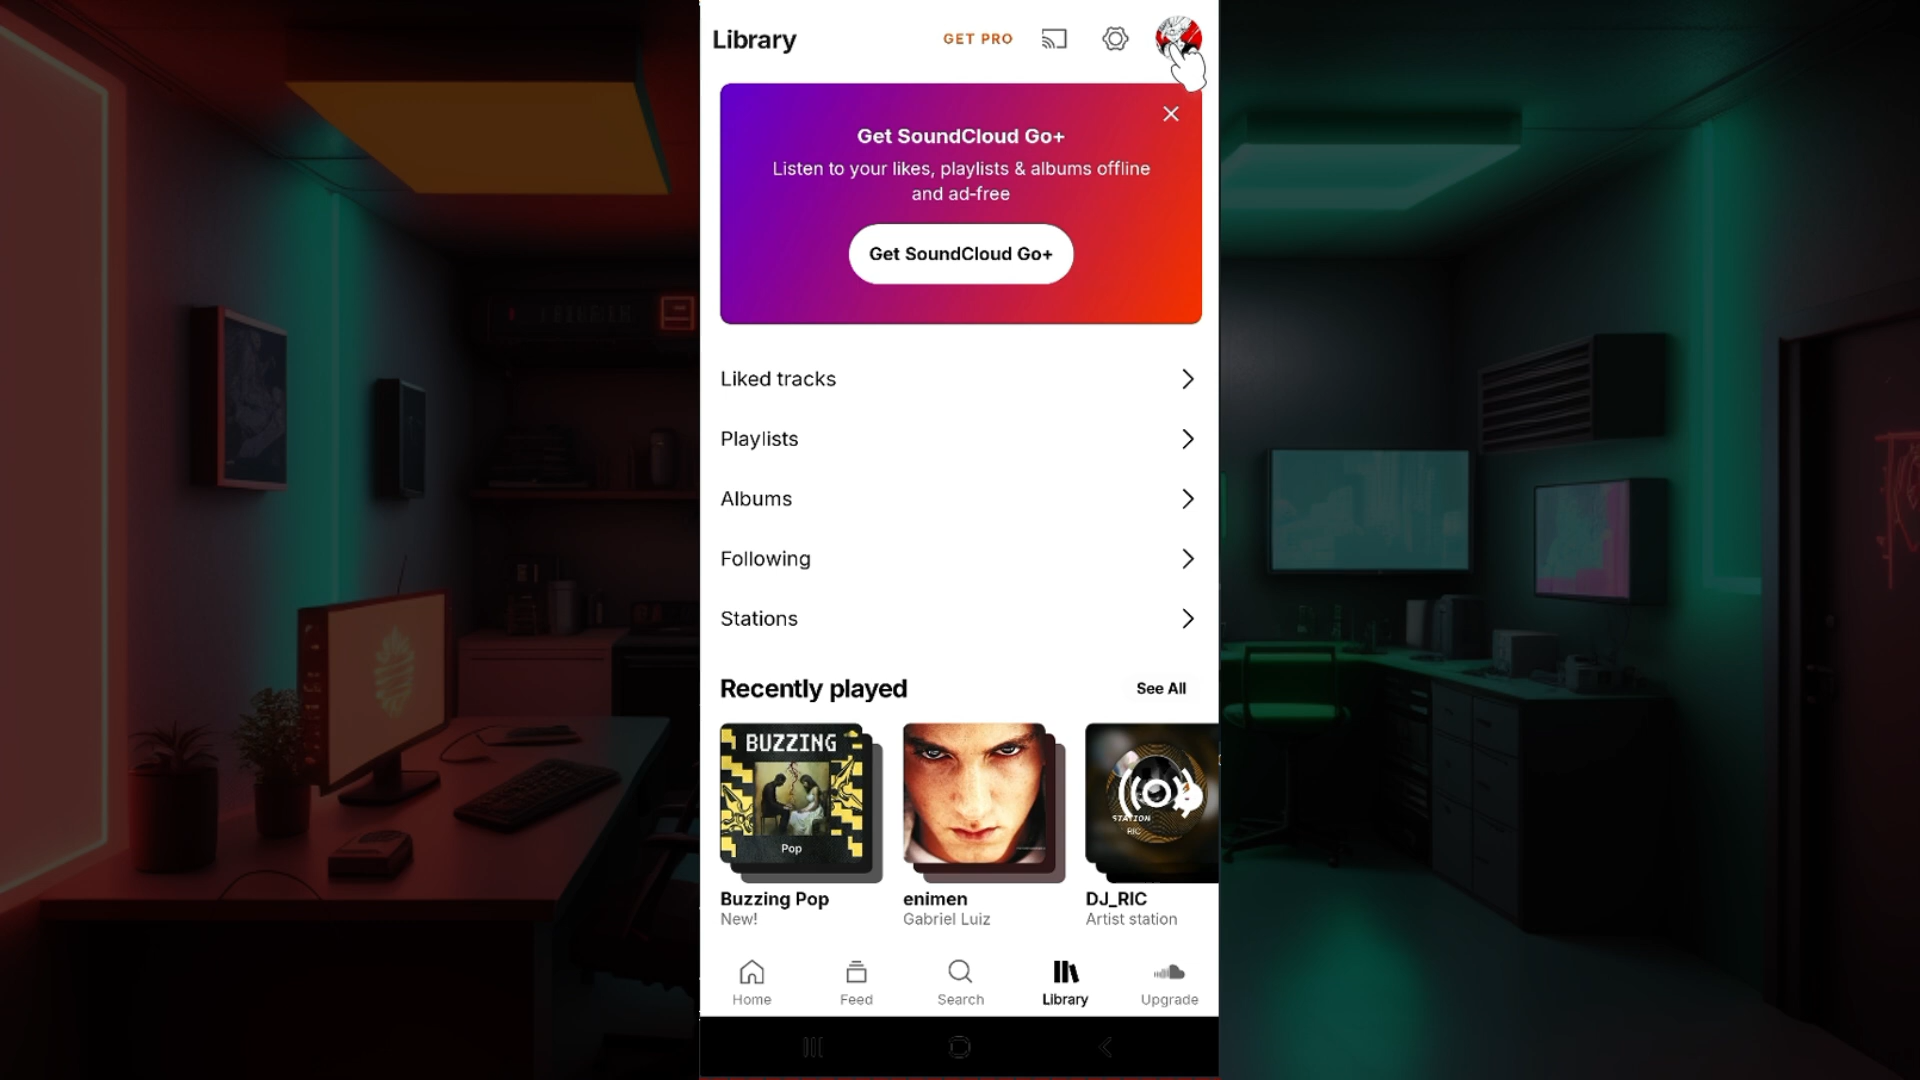 Library
GET PRO
Get SoundCloud Go+
Listen to your likes, playlists & albums offline
and ad-free
Get SoundCloud Go+
Liked tracks
Playlists
Albums
Following
Stations
Recently played
See All
BUZZING
Pop
STATION
RIC
Buzzing Pop
New!
enimen
Gabriel Luiz
DJ_RIC
Artist station
Home
Feed
Search
Library
Upgrade